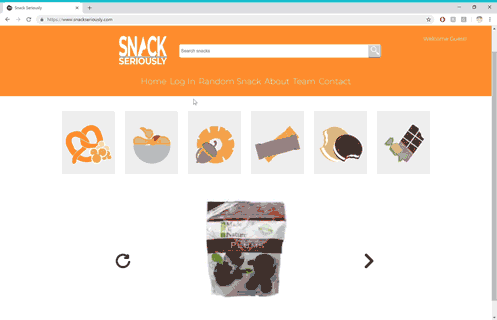 Snack Seriously
https://www.snackseriously.com
Welcome Guest!
SNACK
SERIOUSLY
Search snacks
Home Log In Random Snack About Team Contact
Made
Nature
PLUMS